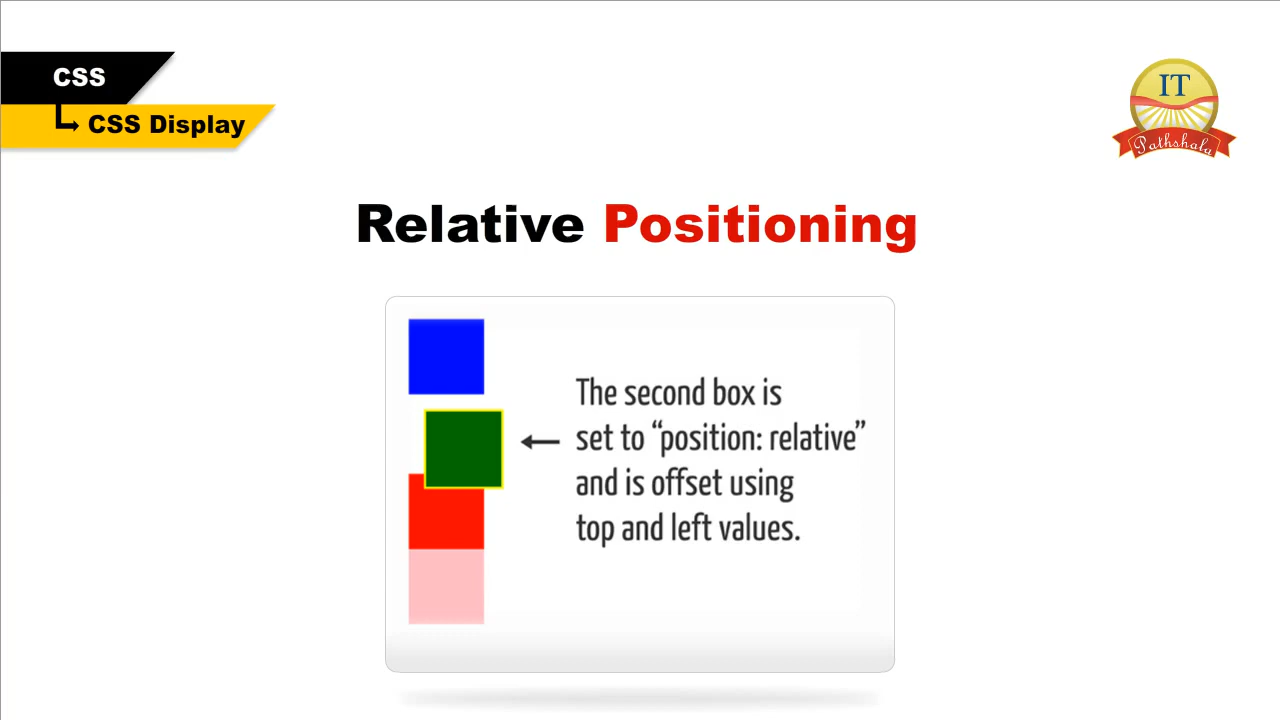 CSS
CSS Display
IT
Pathshala
Relative Positioning
The second box is
set to “position: relative”
and is offset using
top and left values.